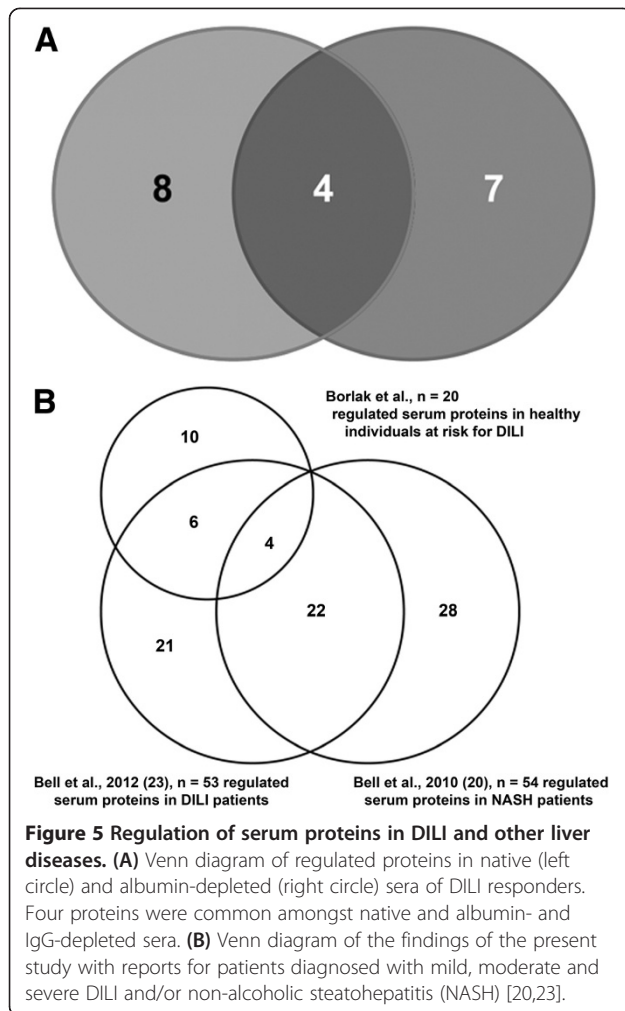 A
8
4
7
B
Borlak et al., n = 20
regulated serum proteins in healthy
individuals at risk for DILI
10
6
4
22
28
21
Bell et al., 2012 (23), n = 53 regulated
serum proteins in DILI patients
Bell et al., 2010 (20), n = 54 regulated
serum proteins in NASH patients
Figure 5 Regulation of serum proteins in DILI and other liver
diseases. (A) Venn diagram of regulated proteins in native (left
circle) and albumin-depleted (right circle) sera of DILI responders.
Four proteins were common amongst native and albumin- and
IgG-depleted sera. (B) Venn diagram of the findings of the present
study with reports for patients diagnosed with mild, moderate and
severe DILI and/or non-alcoholic steatohepatitis (NASH) [20,23].